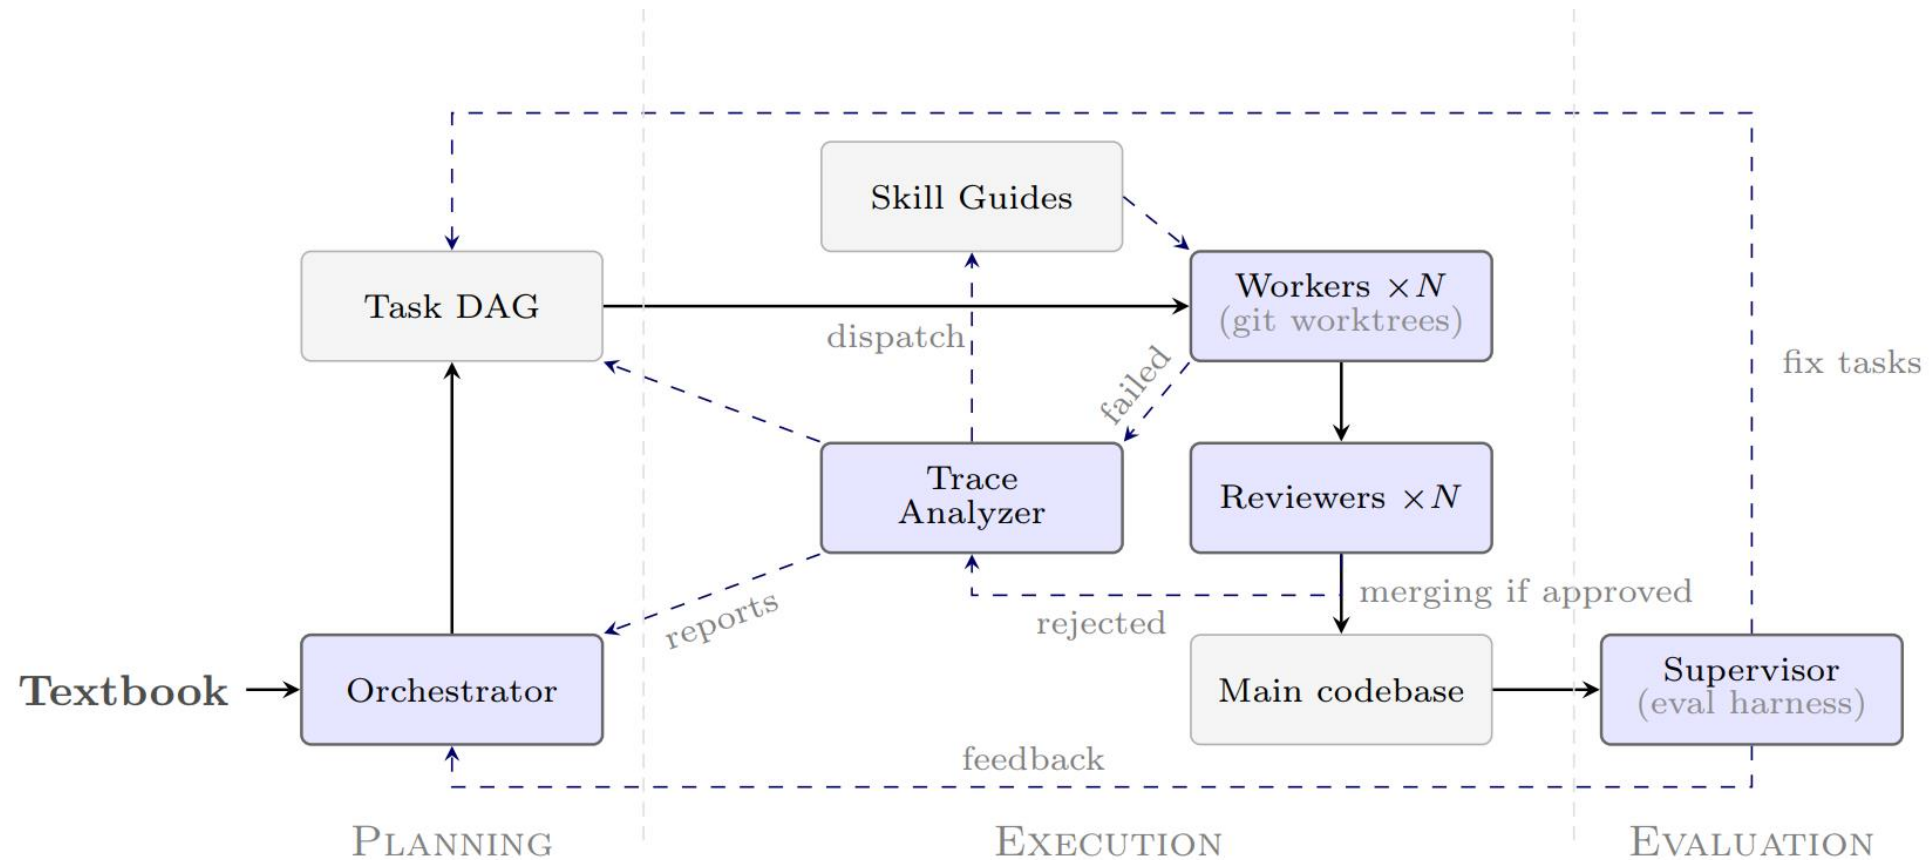 Skill Guides
Task DAG
Workers ×N
(git worktrees)
dispatch
failed
fix tasks
Trace
Analyzer
Reviewers ×N
reports
rejected
merging if approved
Textbook
Orchestrator
Main codebase
Supervisor
(eval harness)
feedback
PLANNING
EXECUTION
EVALUATION